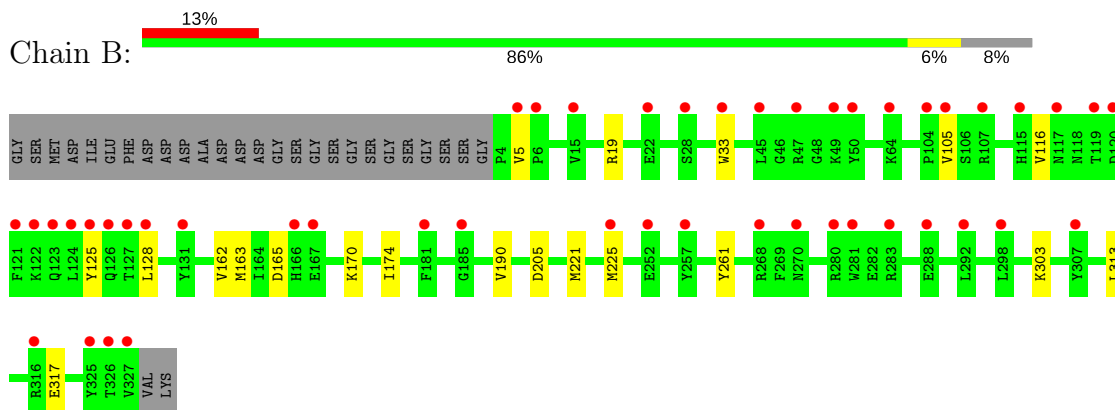 13%
Chain B:
86% 6% 8%
GLY SER MET ASP ILE GLU PHE ASP ASP ASP ALA ASP ASP ASP GLY SER GLY SER GLY SER GLY SER GLY SER SER GLY P4 V5 P6 V15 R19 E22 S28 W33 L45 G46 R47 G48 K49 Y50 K64 P104 V105 S106 R107 H115 V116 N117 N118 T119 D120
F121 K122 Q123 L124 Y125 Q126 T127 L128 Y131 V162 M163 I164 D165 H166 E167 K170 I174 F181 G185 V190 D205 M221 M225 E252 Y257 Y261 R268 F269 N270 R280 W281 E282 R283 E288 L292 L298 K303 Y307 L313
R316 E317 Y325 T326 V327 VAL LYS